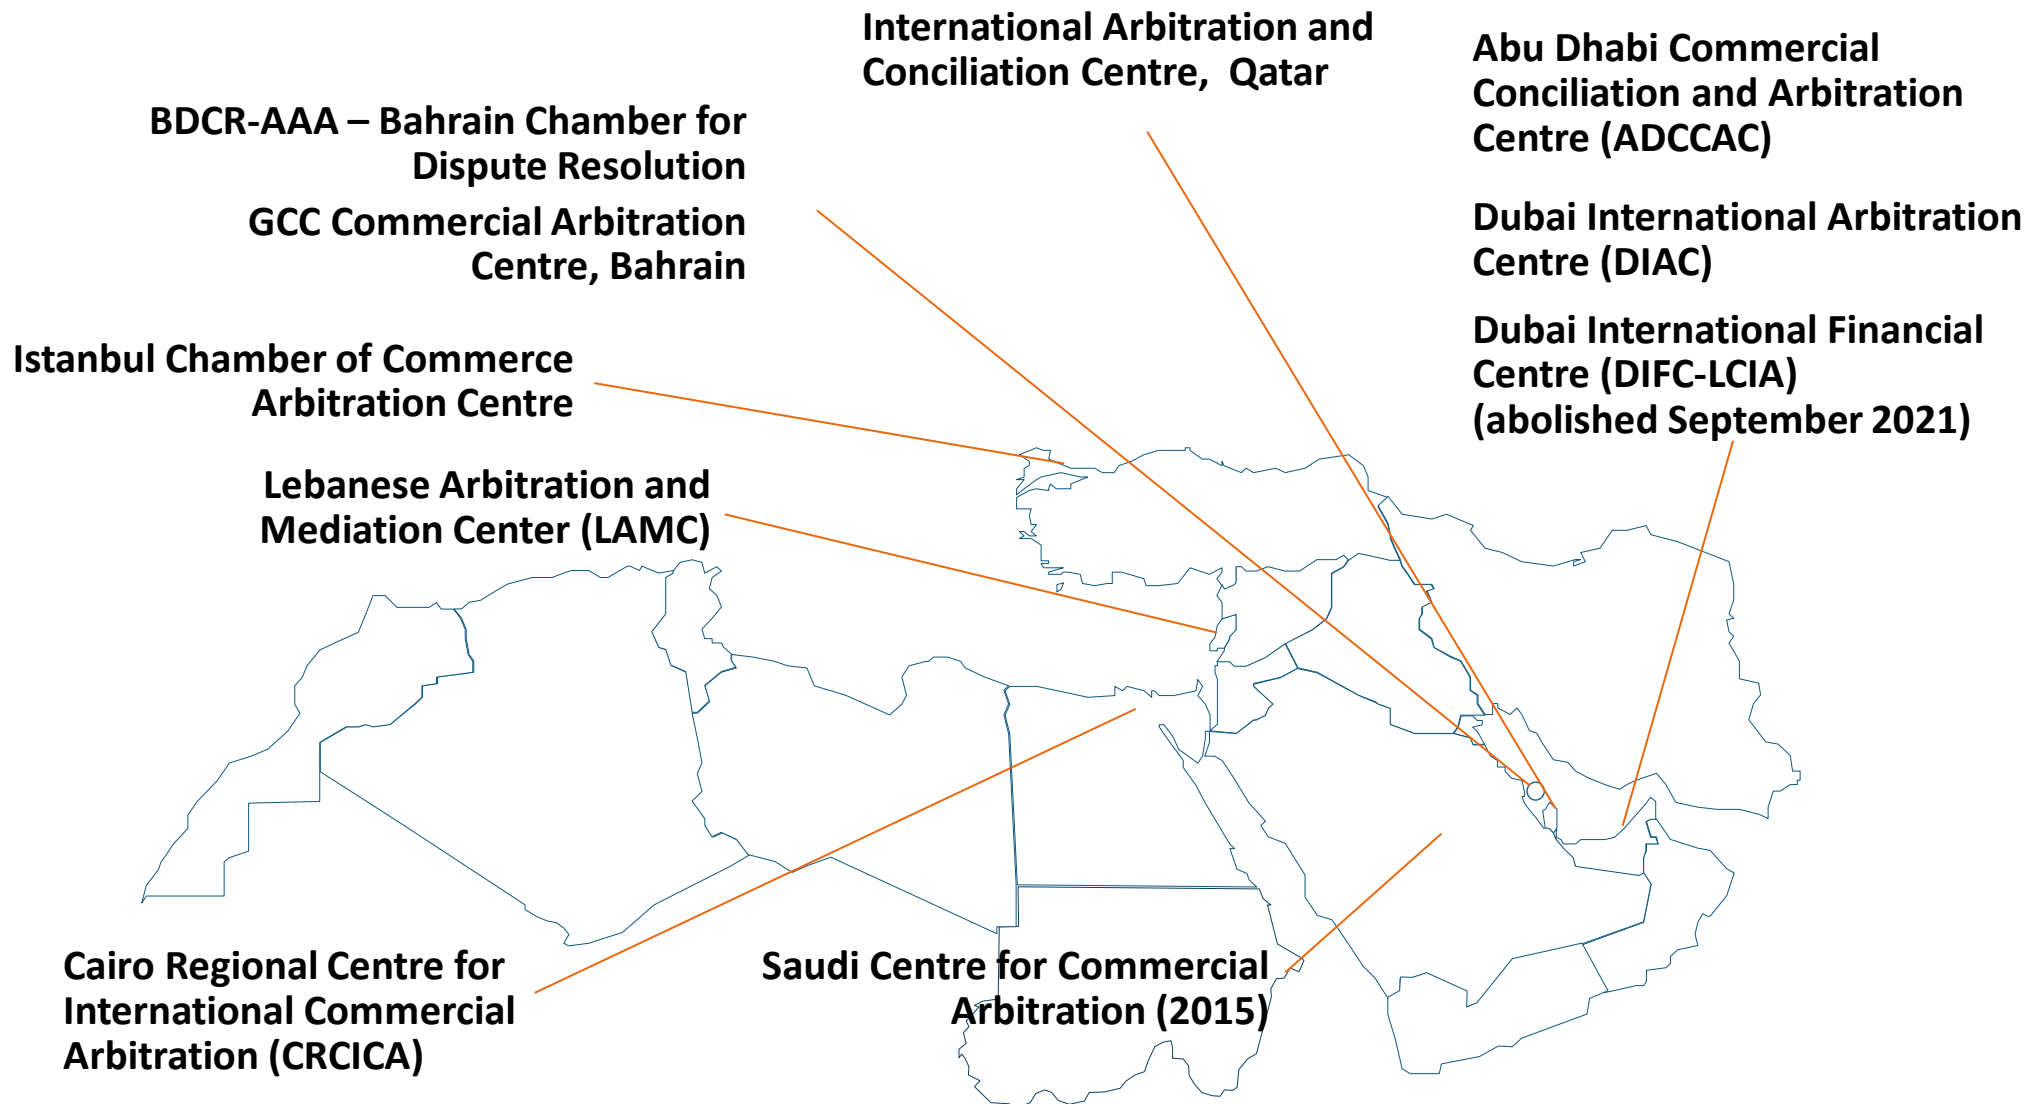 International Arbitration and
Conciliation Centre,  Qatar
Abu Dhabi Commercial
Conciliation and Arbitration
Centre (ADCCAC)
BDCR-AAA – Bahrain Chamber for
Dispute Resolution
GCC Commercial Arbitration
Centre, Bahrain
Dubai International Arbitration
Centre (DIAC)
Dubai International Financial
Centre (DIFC-LCIA)
(abolished September 2021)
Istanbul Chamber of Commerce
Arbitration Centre
Lebanese Arbitration and
Mediation Center (LAMC)
Cairo Regional Centre for
International Commercial
Arbitration (CRCICA)
Saudi Centre for Commercial
Arbitration (2015)